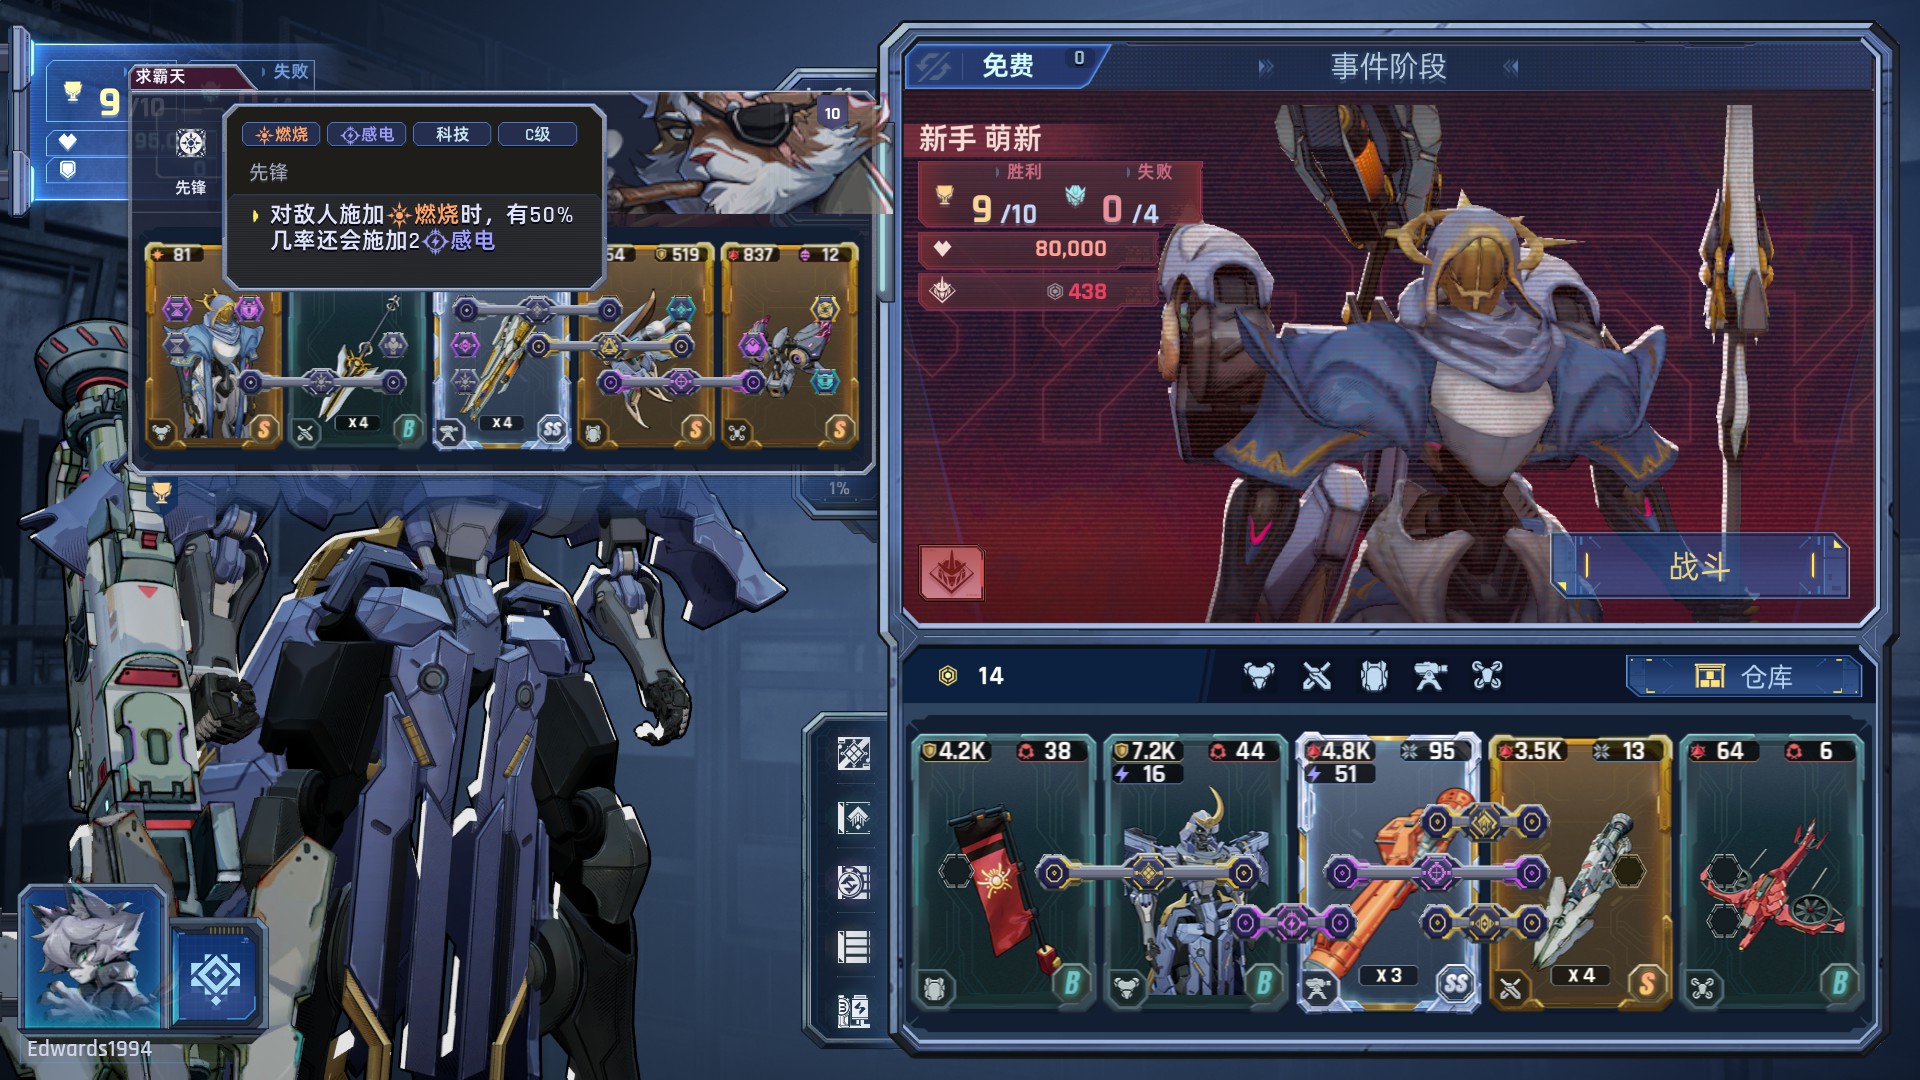 求霸天
失败
9/10
先锋
10
燃烧
感电
科技
C级
先锋
对敌人施加燃烧时，有50%
几率还会施加2感电
81
54
519
837
12
x4
x4
S
B
SS
S
S
1%
Edwards1994
免费
0
事件阶段
新手 萌新
胜利
失败
9/10
0/4
80,000
438
战斗
14
仓库
4.2K
38
7.2K
44
16
4.8K
95
51
3.5K
13
64
6
x3
x4
B
B
SS
S
B